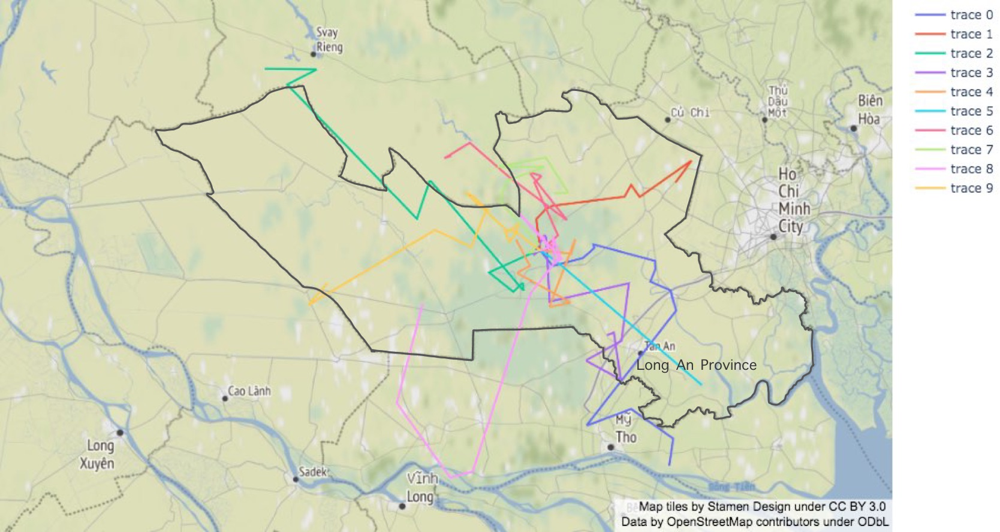 Svay
Rieng
Củ Chi
Thủ
Dầu
Một
Biên
Hòa
Ho
Chi
Minh
City
Tan An
Long An Province
Cao Lãnh
Mỹ
Tho
Long
Xuyên
Sadek
Vĩnh
Long
Sông Tiền
Map tiles by Stamen Design under CC BY 3.0
Data by OpenStreetMap contributors under ODbL
trace 0
trace 1
trace 2
trace 3
trace 4
trace 5
trace 6
trace 7
trace 8
trace 9